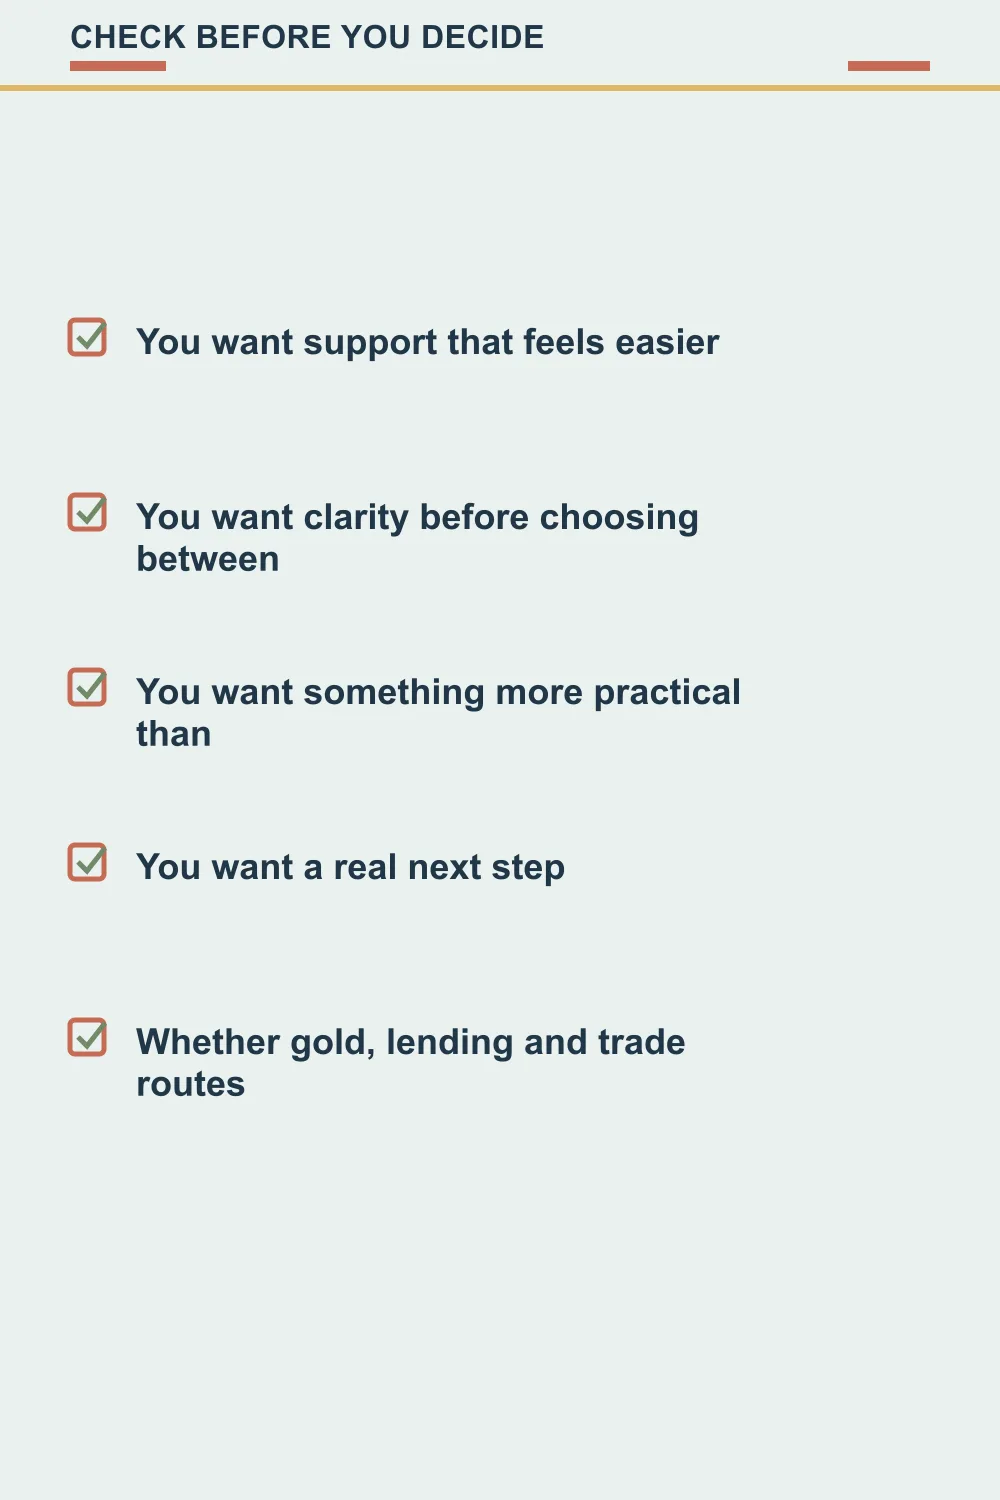 CHECK BEFORE YOU DECIDE
You want support that feels easier
You want clarity before choosing
between
You want something more practical
than
You want a real next step
Whether gold, lending and trade
routes